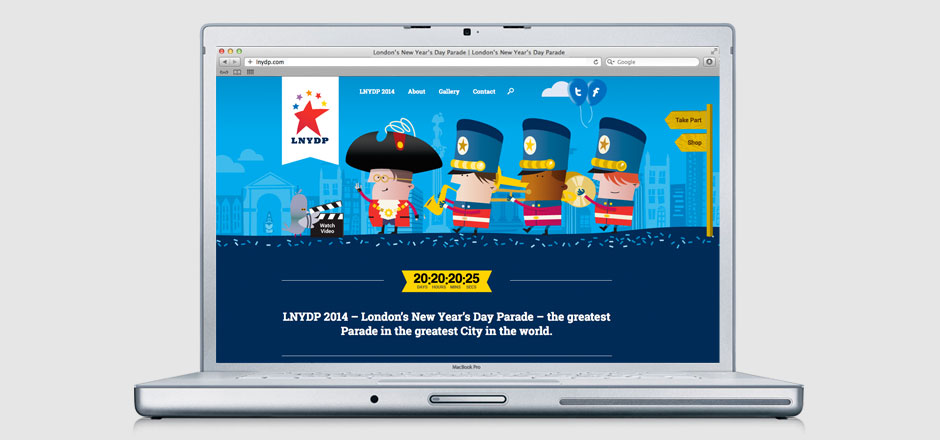 London's New Year's Day Parade | London's New Year's Day Parade
lnydp.com
Google
LNYDP 2014 About Gallery Contact
t f
Take Part
Shop
LNYDP
Watch
Video
20:20:20:25
DAYS HOURS MINS SECS
LNYDP 2014 – London's New Year's Day Parade – the greatest
Parade in the greatest City in the world.
MacBook Pro